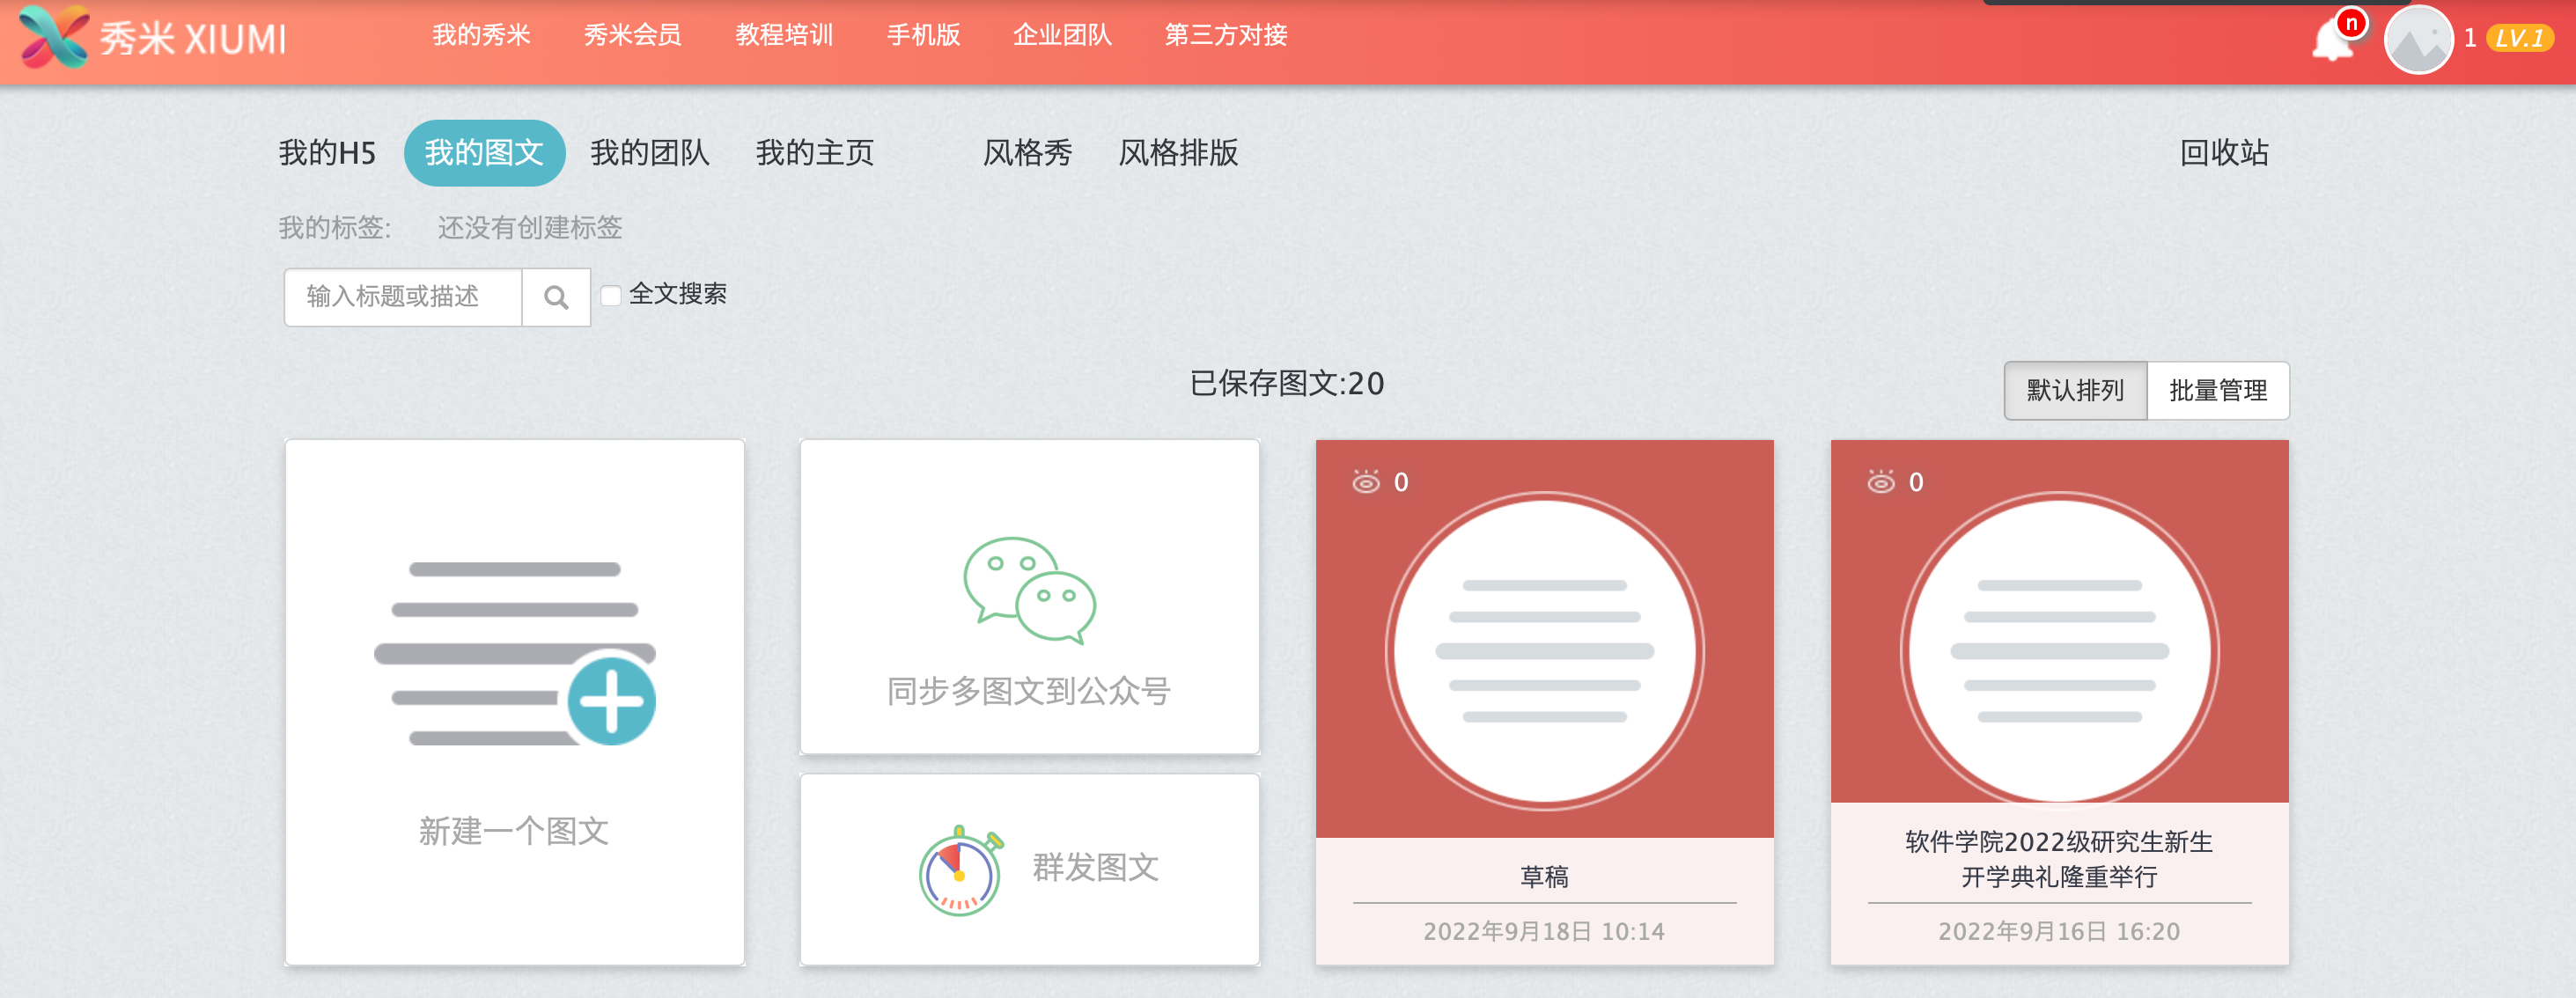 秀米 XIUMI
我的秀米 秀米会员 教程培训 手机版 企业团队 第三方对接
n
1 LV.1
我的H5 我的图文 我的团队 我的主页 风格秀 风格排版 回收站
我的标签: 还没有创建标签
输入标题或描述 全文搜索
已保存图文:20
默认排列 批量管理
新建一个图文
同步多图文到公众号
群发图文
0
草稿
2022年9月18日 10:14
0
软件学院2022级研究生新生
开学典礼隆重举行
2022年9月16日 16:20